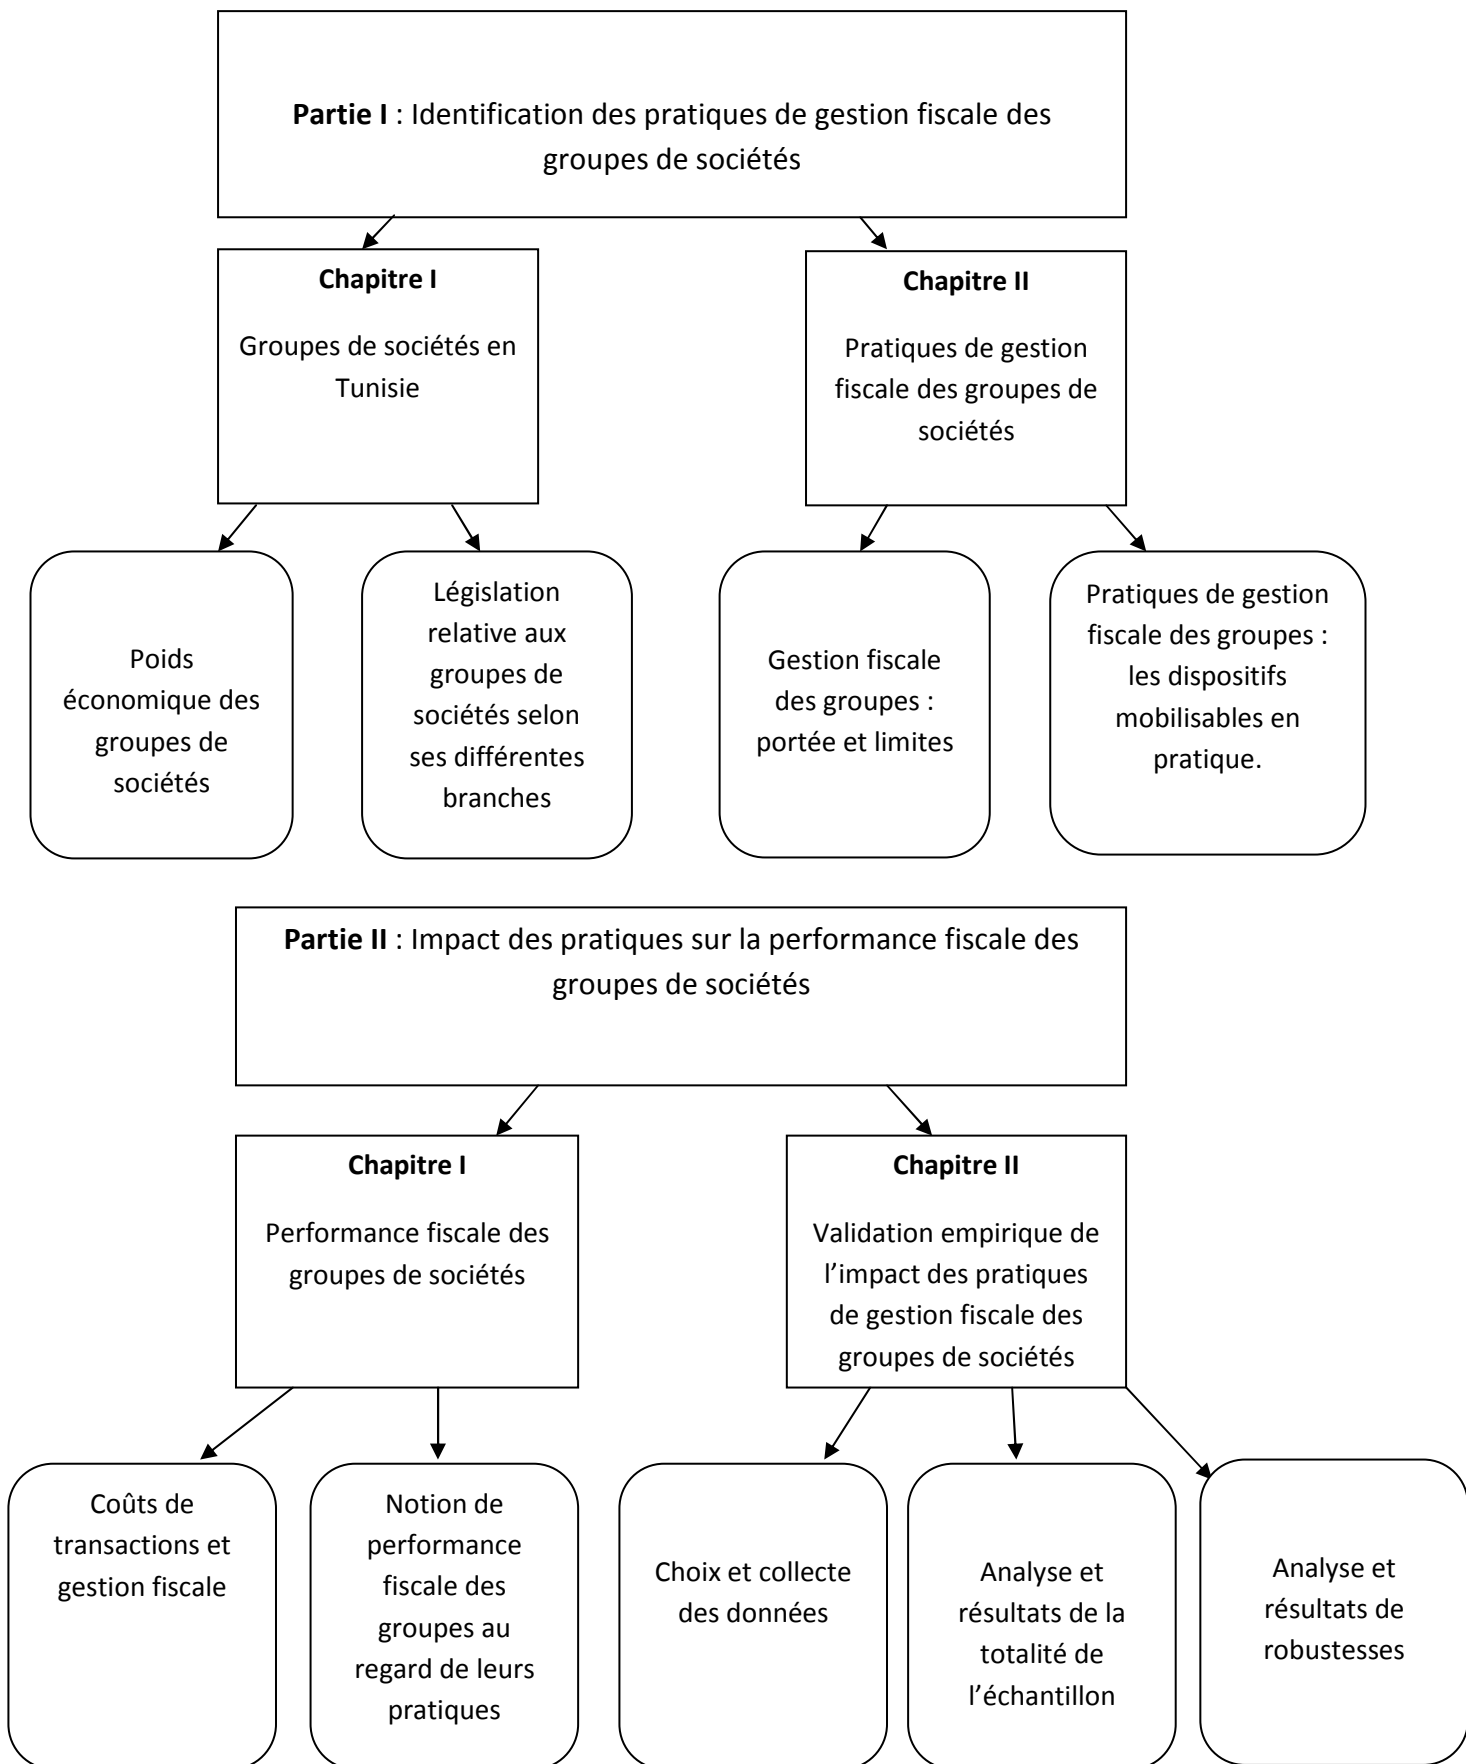 Partie I : Identification des pratiques de gestion fiscale des
groupes de sociétés
Chapitre I
Groupes de sociétés en
Tunisie
Chapitre II
Pratiques de gestion
fiscale des groupes de
sociétés
Poids
économique des
groupes de
sociétés
Législation
relative aux
groupes de
sociétés selon
ses différentes
branches
Gestion fiscale
des groupes :
portée et limites
Pratiques de gestion
fiscale des groupes :
les dispositifs
mobilisables en
pratique.
Partie II : Impact des pratiques sur la performance fiscale des
groupes de sociétés
Chapitre I
Performance fiscale des
groupes de sociétés
Chapitre II
Validation empirique de
l’impact des pratiques
de gestion fiscale des
groupes de sociétés
Coûts de
transactions et
gestion fiscale
Notion de
performance
fiscale des
groupes au
regard de leurs
pratiques
Choix et collecte
des données
Analyse et
résultats de la
totalité de
l’échantillon
Analyse et
résultats de
robustesses